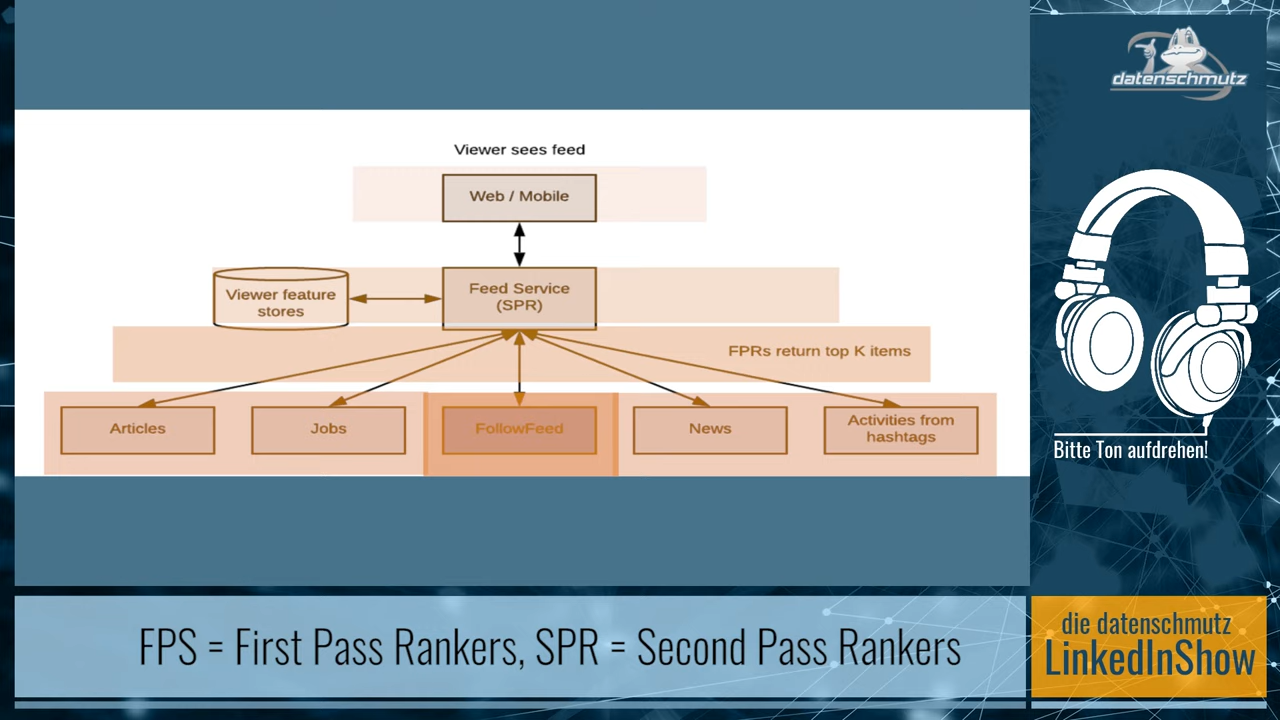 datenschmutz
Viewer sees feed
Web / Mobile
Viewer feature
stores
Feed Service
(SPR)
FPRs return top K items
Articles
Jobs
FollowFeed
News
Activities from
hashtags
Bitte Ton aufdrehen!
FPS = First Pass Rankers, SPR = Second Pass Rankers
die datenschmutz
LinkedInShow